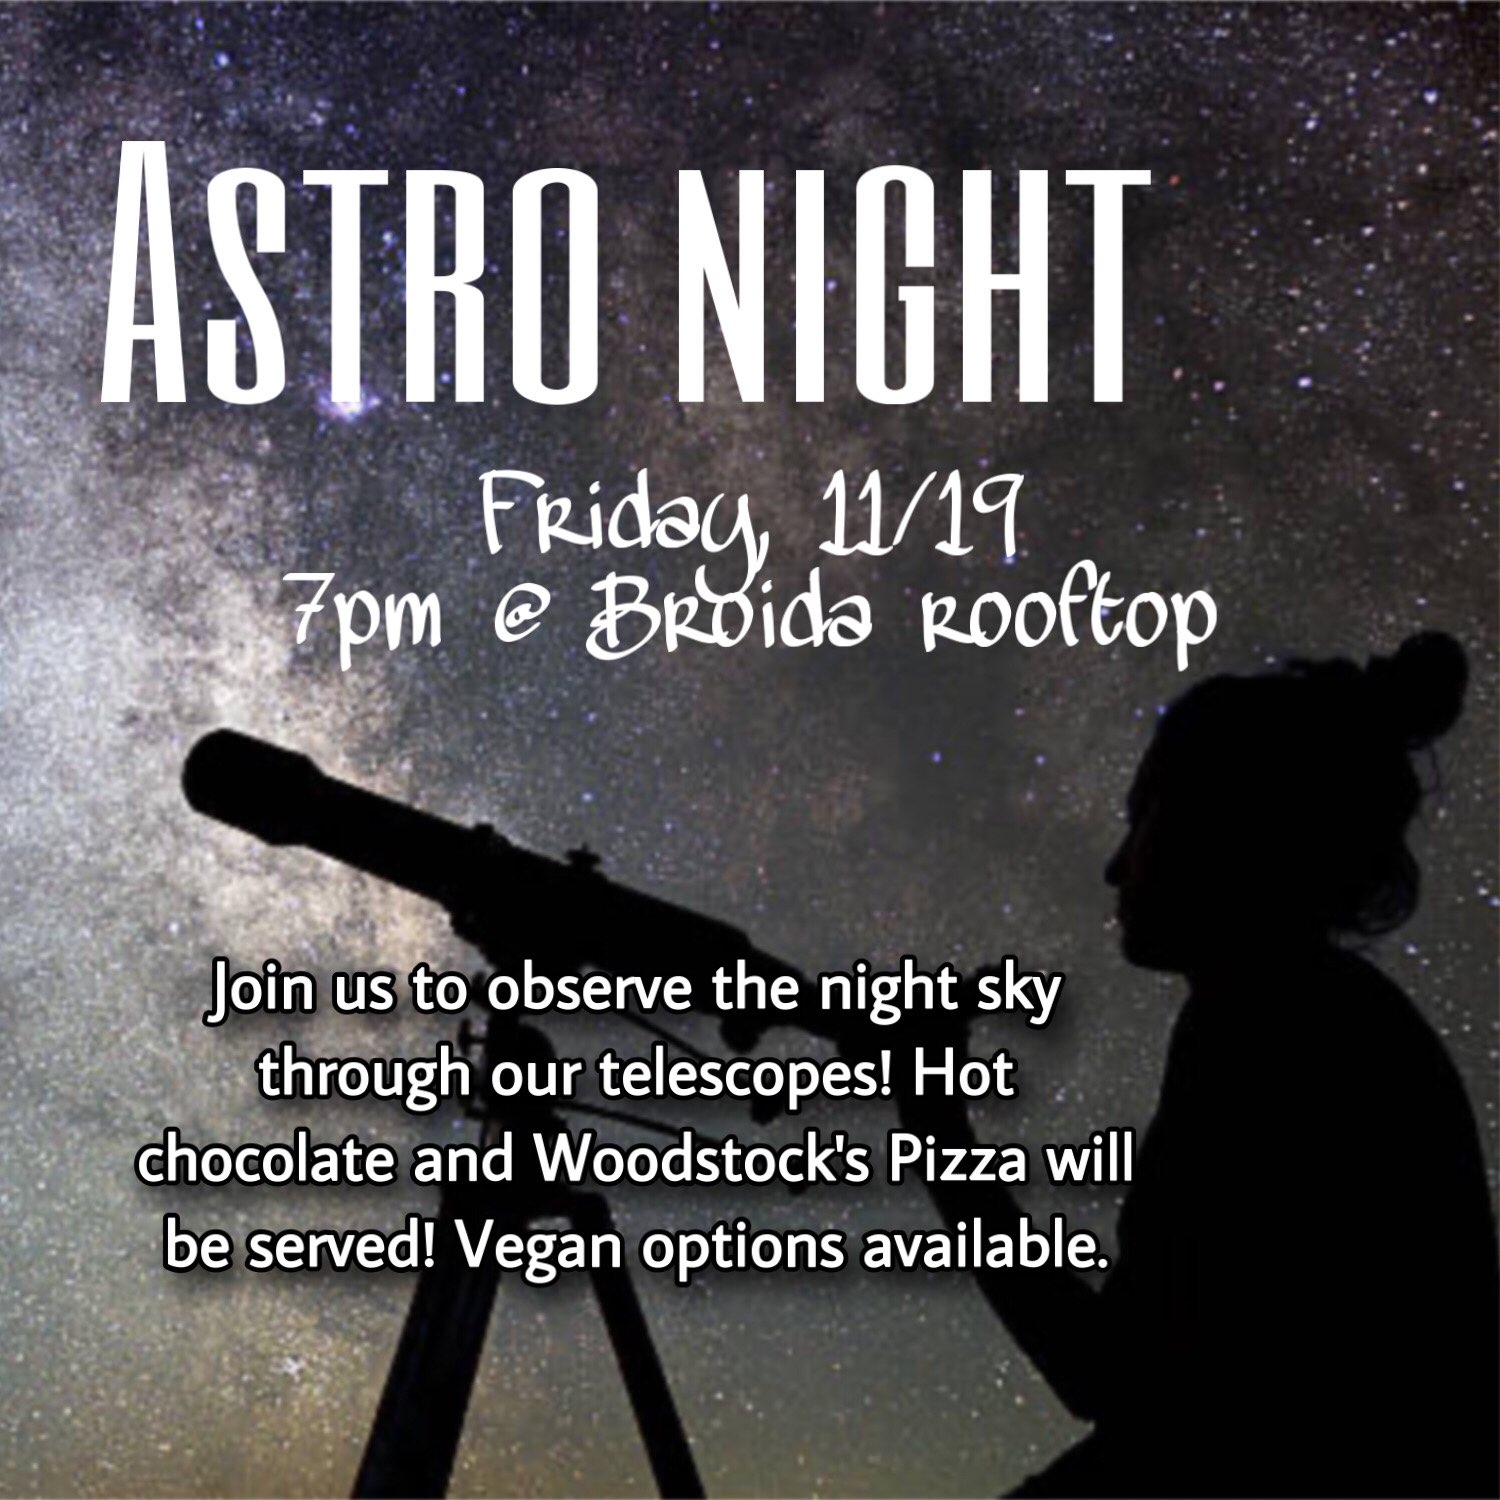 Astro night
Friday, 11/19
7pm @ Broida rooftop
Join us to observe the night sky
through our telescopes! Hot
chocolate and Woodstock's Pizza will
be served! Vegan options available.